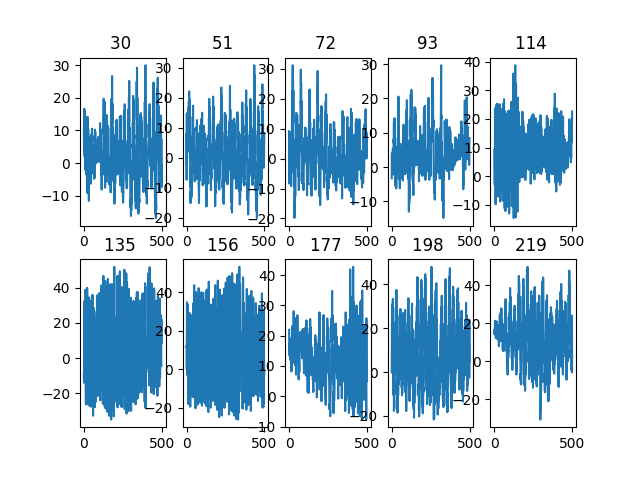 30 51 72 93 114
30 30 30 30 40
20 20 20 20 30
10 10 10 10 20
0 0 0 0 10
−10 −10 −10 −10 0
−20 −20 −10
0 500 0 500 0 500 0 500 0 500
135 156 177 198 219
40 40 40 40 40
20 20 30 20 20
0 0 20 0 0
−20 −20 10 −20 −20
0
−10
0 500 0 500 0 500 0 500 0 500